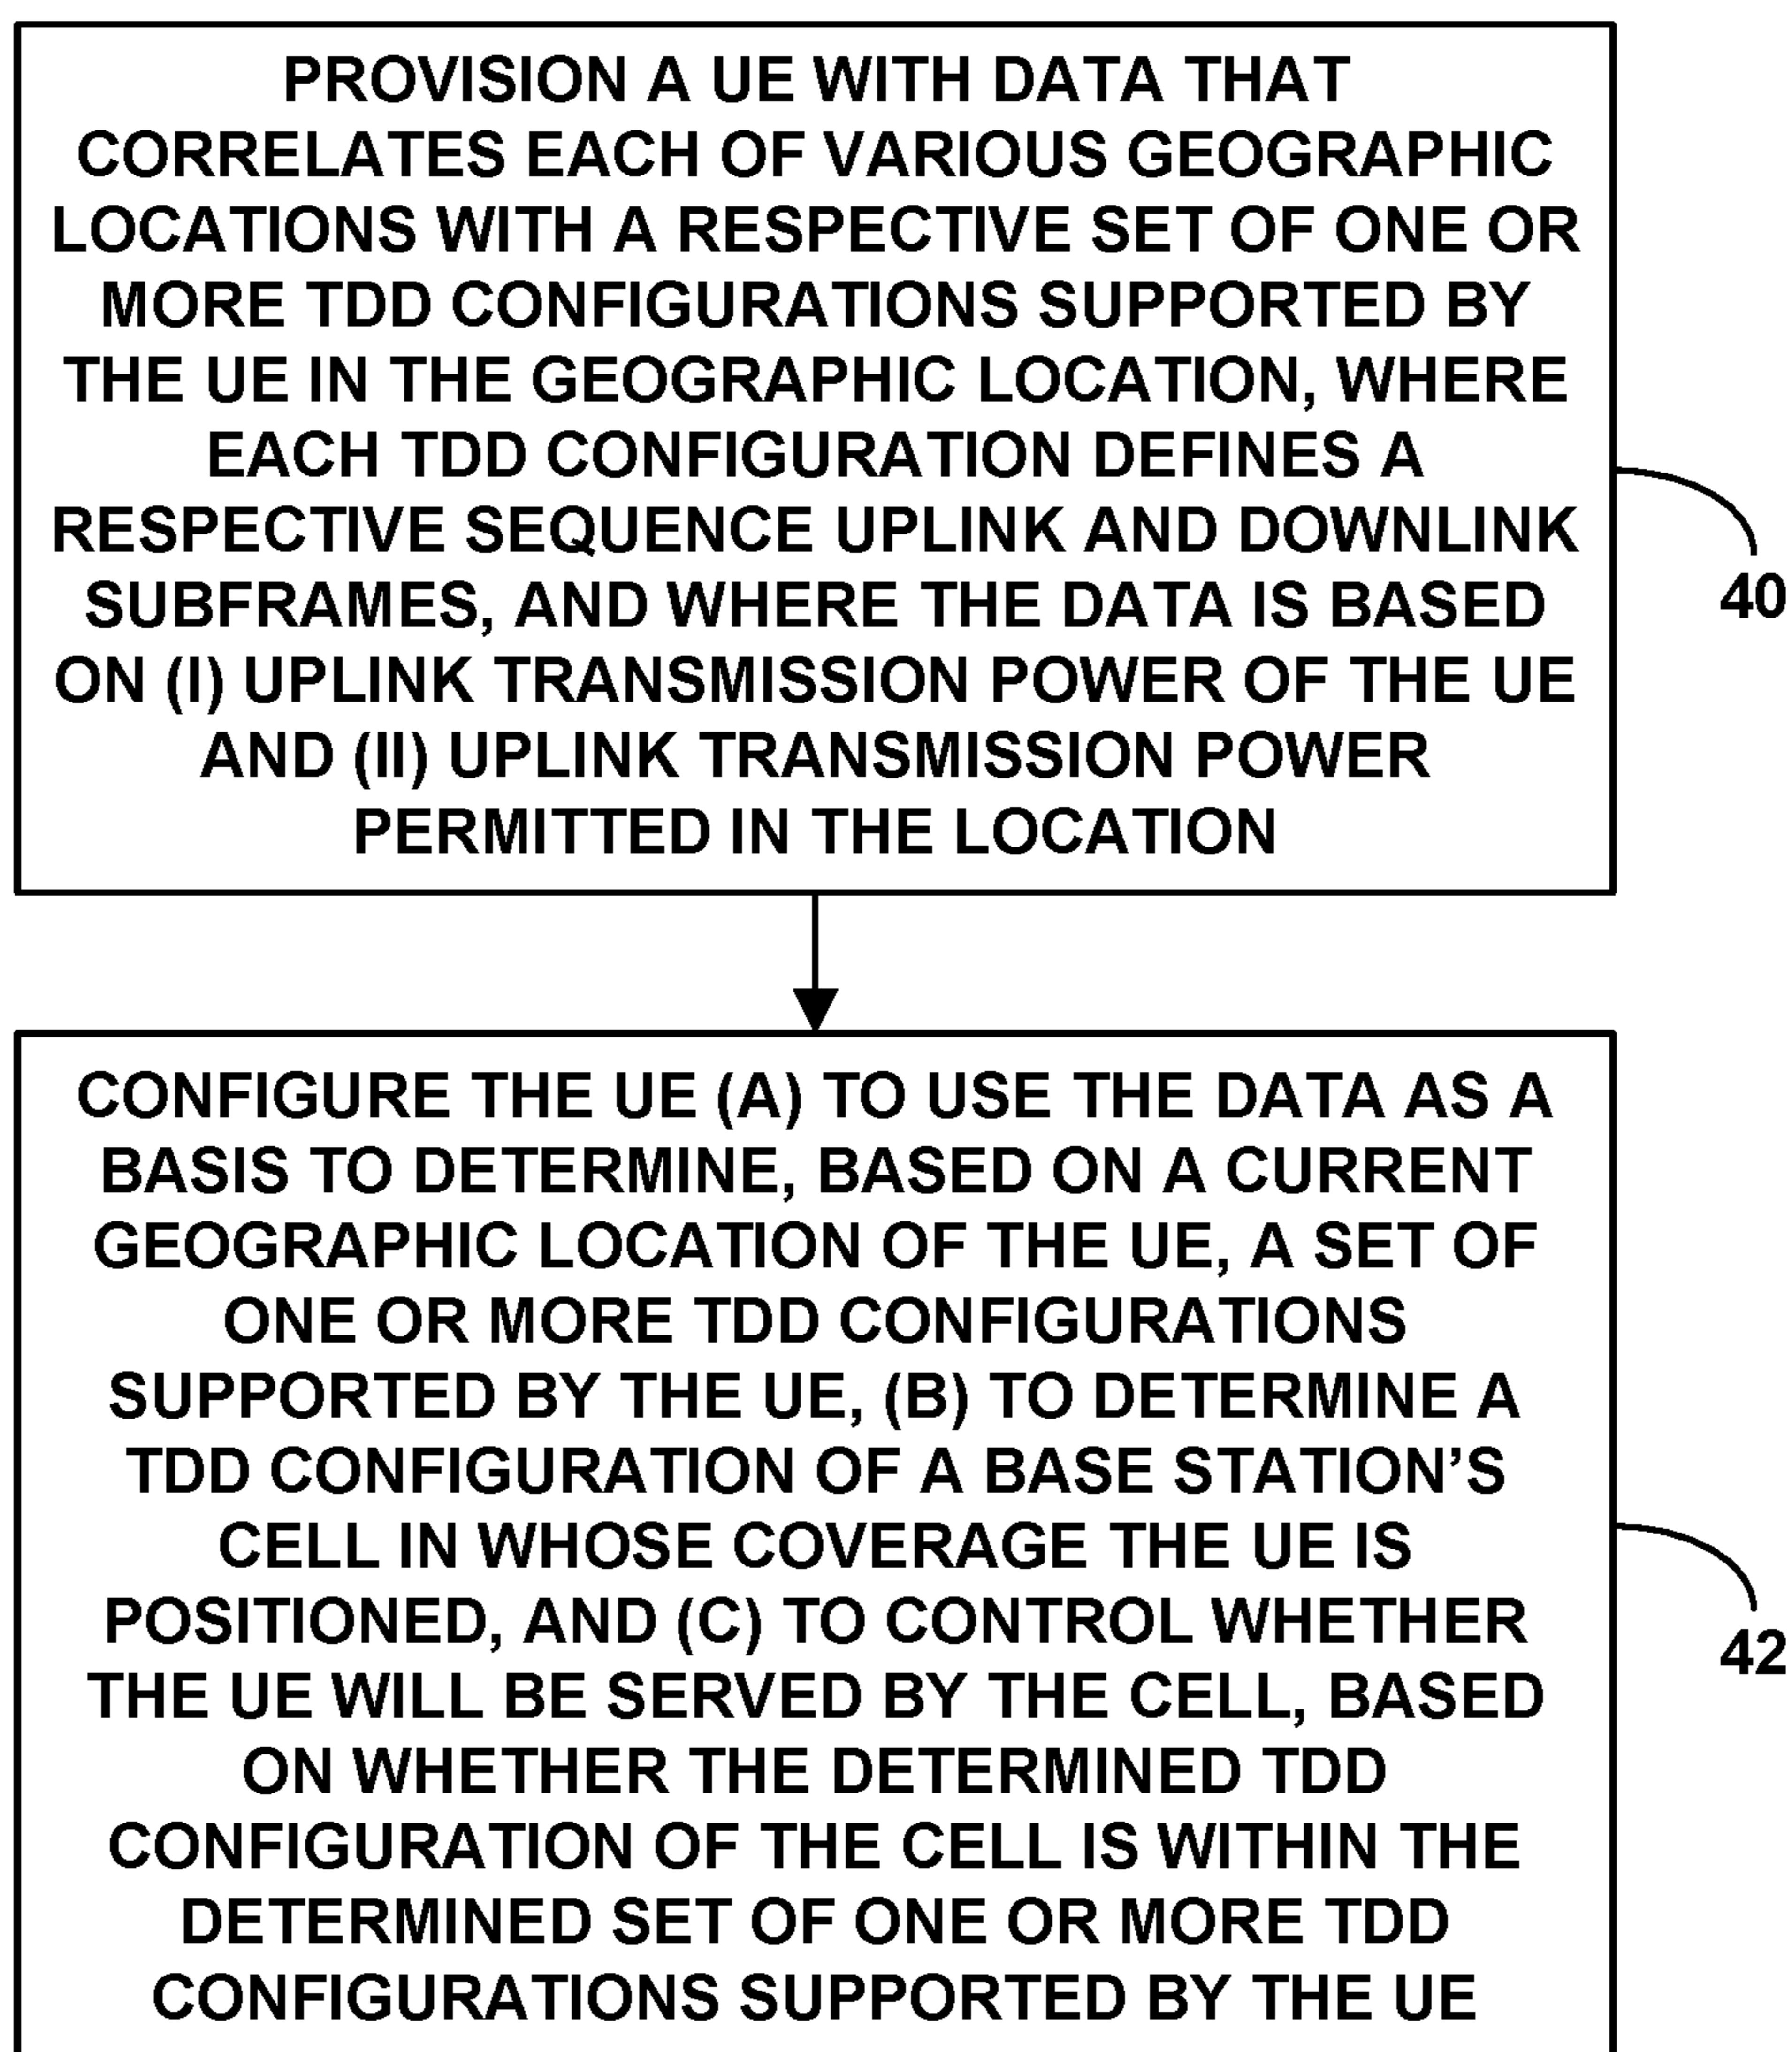 PROVISION A UE WITH DATA THAT
CORRELATES EACH OF VARIOUS GEOGRAPHIC
LOCATIONS WITH A RESPECTIVE SET OF ONE OR
MORE TDD CONFIGURATIONS SUPPORTED BY
THE UE IN THE GEOGRAPHIC LOCATION, WHERE
EACH TDD CONFIGURATION DEFINES A
RESPECTIVE SEQUENCE UPLINK AND DOWNLINK
SUBFRAMES, AND WHERE THE DATA IS BASED
ON (I) UPLINK TRANSMISSION POWER OF THE UE
AND (II) UPLINK TRANSMISSION POWER
PERMITTED IN THE LOCATION
40
CONFIGURE THE UE (A) TO USE THE DATA AS A
BASIS TO DETERMINE, BASED ON A CURRENT
GEOGRAPHIC LOCATION OF THE UE, A SET OF
ONE OR MORE TDD CONFIGURATIONS
SUPPORTED BY THE UE, (B) TO DETERMINE A
TDD CONFIGURATION OF A BASE STATION’S
CELL IN WHOSE COVERAGE THE UE IS
POSITIONED, AND (C) TO CONTROL WHETHER
THE UE WILL BE SERVED BY THE CELL, BASED
ON WHETHER THE DETERMINED TDD
CONFIGURATION OF THE CELL IS WITHIN THE
DETERMINED SET OF ONE OR MORE TDD
CONFIGURATIONS SUPPORTED BY THE UE
42